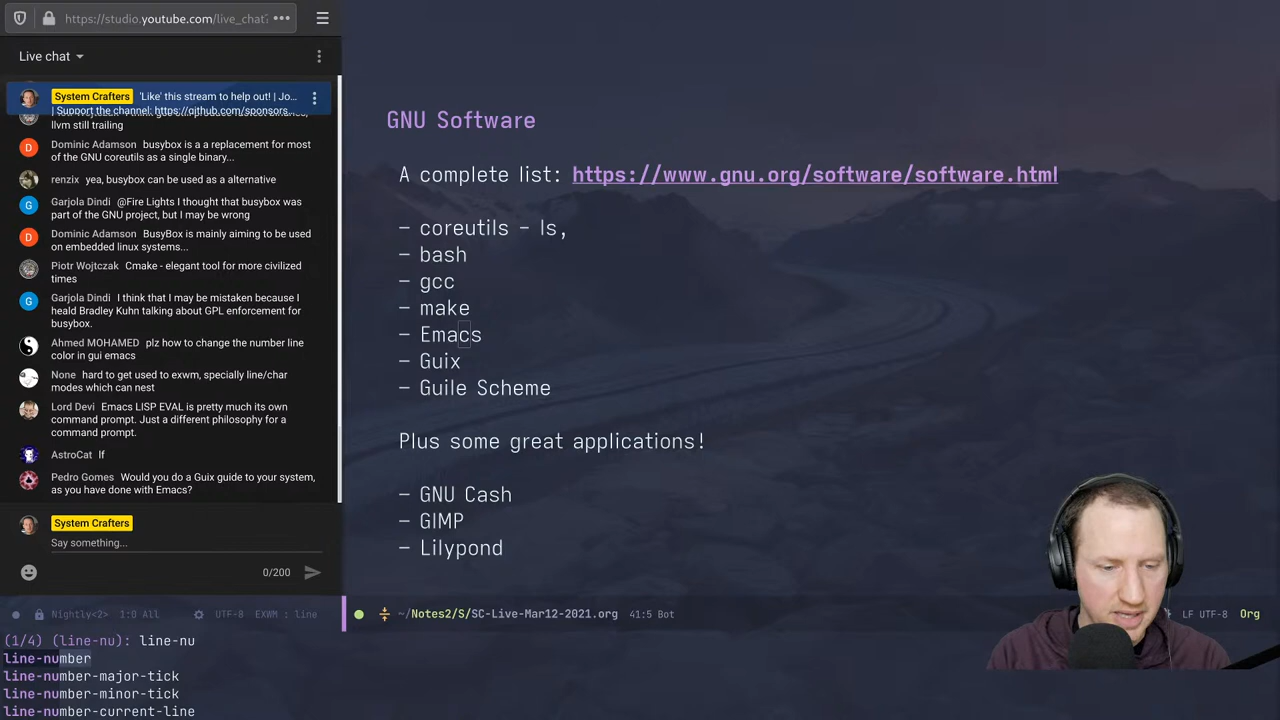 https://studio.youtube.com/live_chat?
Live chat
System Crafters 'Like' this stream to help out! | Jo...
| Support the channel: https://github.com/sponsors...
llvm still trailing
Dominic Adamson busybox is a a replacement for most
of the GNU coreutils as a single binary...
renzix yea, busybox can be used as a alternative
Garjola Dindi @Fire Lights I thought that busybox was
part of the GNU project, but I may be wrong
Dominic Adamson BusyBox is mainly aiming to be used
on embedded linux systems...
Piotr Wojtczak Cmake - elegant tool for more civilized
times
Garjola Dindi I think that I may be mistaken because I
heald Bradley Kuhn talking about GPL enforcement for
busybox.
Ahmed MOHAMED plz how to change the number line
color in gui emacs
None hard to get used to exwm, specially line/char
modes which can nest
Lord Devi Emacs LISP EVAL is pretty much its own
command prompt. Just a different philosophy for a
command prompt.
AstroCat lf
Pedro Gomes Would you do a Guix guide to your system,
as you have done with Emacs?
System Crafters
Say something...
0/200
Nightly<2> 1:0 All UTF-8 EXWM : line
GNU Software
A complete list: https://www.gnu.org/software/software.html
- coreutils - ls,
- bash
- gcc
- make
- Emacs
- Guix
- Guile Scheme
Plus some great applications!
- GNU Cash
- GIMP
- Lilypond
~/Notes2/S/SC-Live-Mar12-2021.org 41:5 Bot LF UTF-8 Org
(1/4) (line-nu): line-nu
line-number
line-number-major-tick
line-number-minor-tick
line-number-current-line